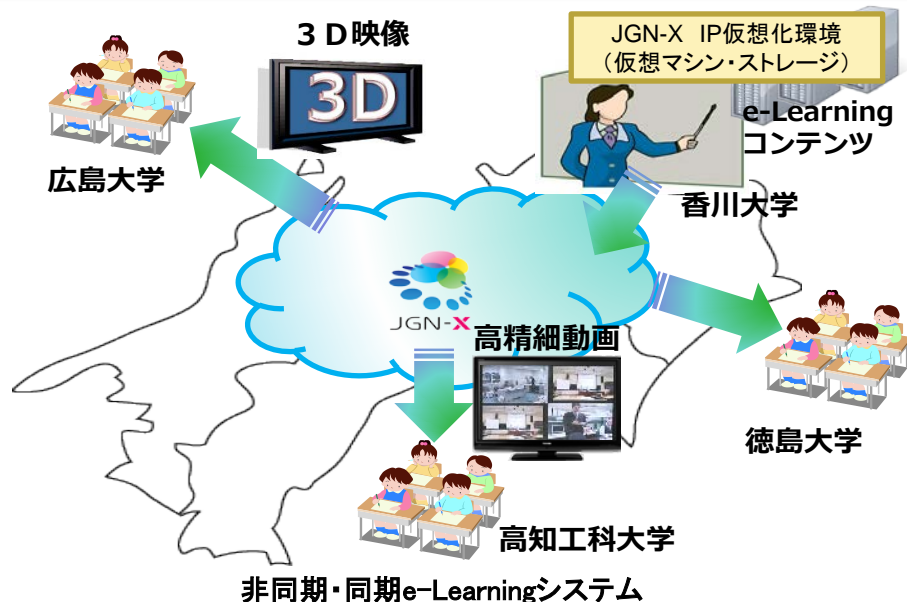 3D映像
JGN-X IP仮想化環境
（仮想マシン・ストレージ）
3D
e-Learning
コンテンツ
広島大学
香川大学
JGN-X
高精細動画
徳島大学
高知工科大学
非同期・同期e-Learningシステム